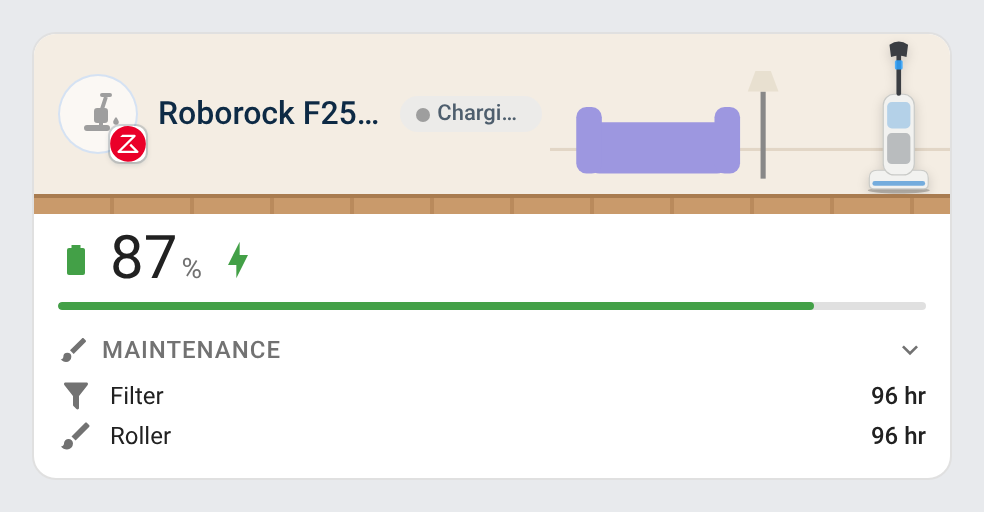 Roborock F25…
Chargi…
87 %
MAINTENANCE
Filter 96 hr
Roller 96 hr